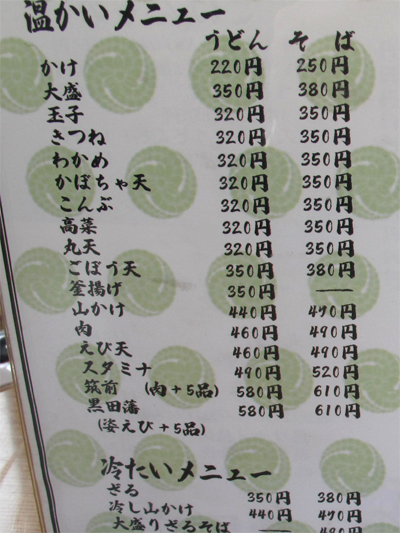 温かいメニュー
うどん そば
かけ 220円 250円
大盛 350円 380円
玉子 320円 350円
きつね 320円 350円
わかめ 320円 350円
かぼちゃ天 320円 350円
こんぶ 320円 350円
高菜 320円 350円
丸天 320円 350円
ごぼう天 350円 380円
釜揚げ 350円 ―
山かけ 440円 470円
肉 460円 490円
えび天 460円 490円
スタミナ 490円 520円
筑前 (肉+5品) 580円 610円
黒田藩 580円 610円
(姿えび+5品)
冷たいメニュー
ざる 350円 380円
冷し山かけ 440円 470円
大盛りざるそば ― 490円